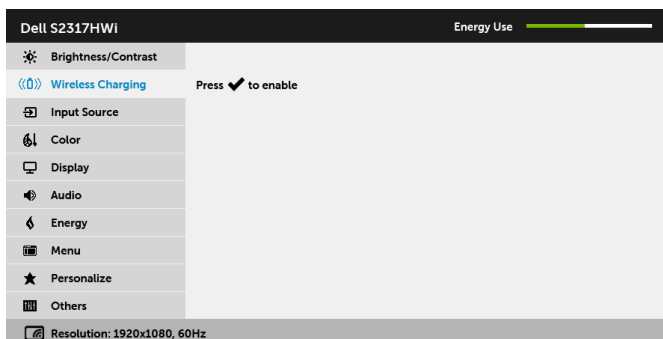 Dell S2317HWi
Energy Use
Brightness/Contrast
Wireless Charging
Press ✔ to enable
Input Source
Color
Display
Audio
Energy
Menu
Personalize
Others
Resolution: 1920x1080, 60Hz